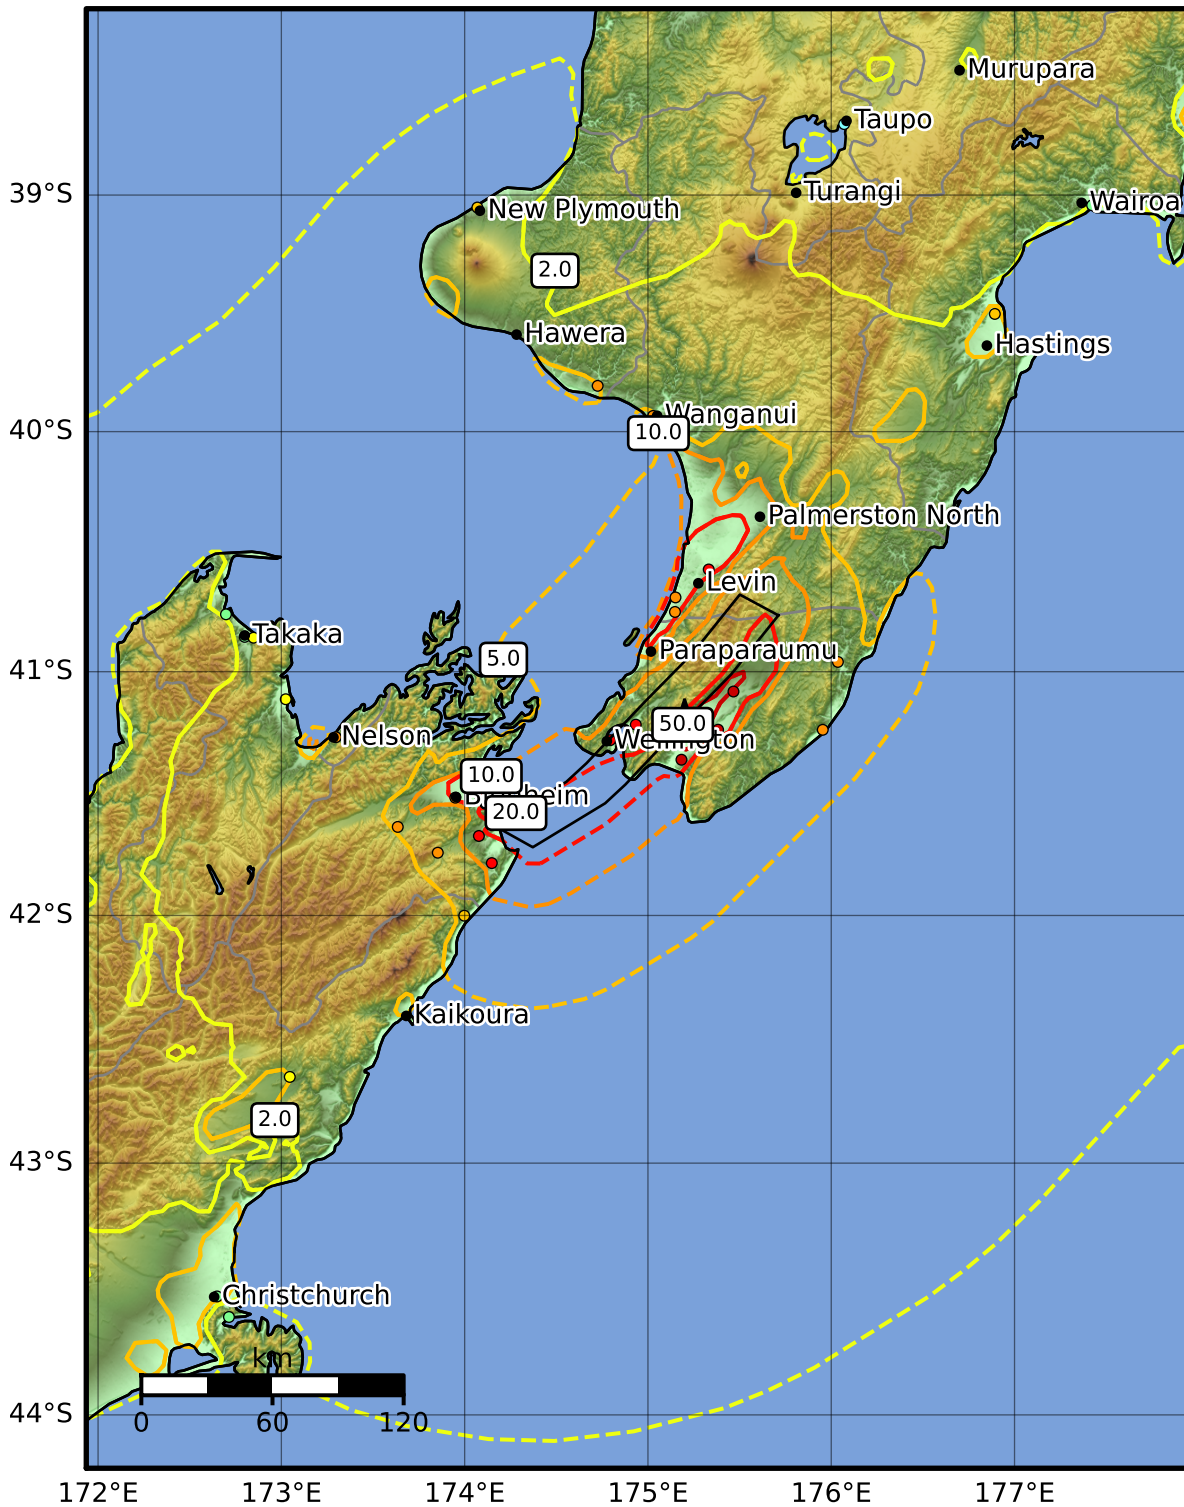 Murupara
Taupo
39°S
Turangi
Wairoa
New Plymouth
2.0
Hawera
Hastings
40°S
Wanganui
10.0
Palmerston North
Levin
Takaka
41°S
5.0
Paraparaumu
Nelson
50.0
Wellington
10.0
Blenheim
20.0
42°S
Kaikoura
2.0
43°S
Christchurch
km
44°S
0 60 120
172°E 173°E 174°E 175°E 176°E 177°E